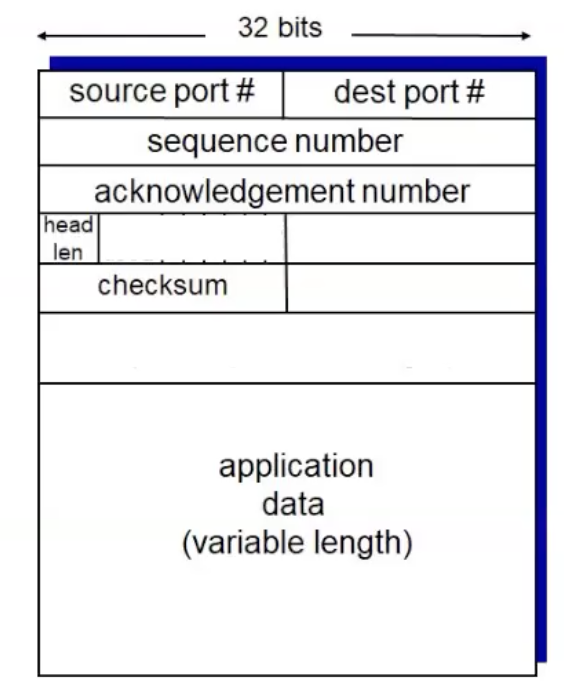 32 bits
source port # dest port #
sequence number
acknowledgement number
head
len
checksum
application
data
(variable length)